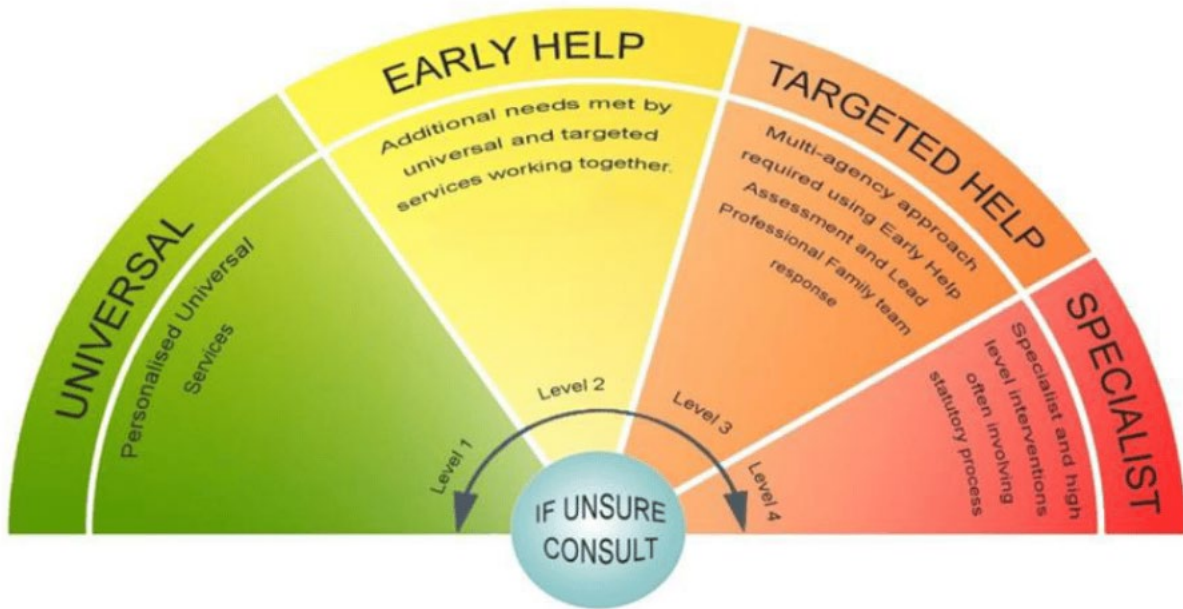 UNIVERSAL
Personalised Universal
Services
Level 1
EARLY HELP
Additional needs met by
universal and targeted
services working together.
Level 2
TARGETED HELP
Multi-agency approach
required using Early Help
Assessment and Lead
Professional Family team
response
Level 3
SPECIALIST
Specialist and high
level interventions
often involving
statutory process
Level 4
IF UNSURE
CONSULT